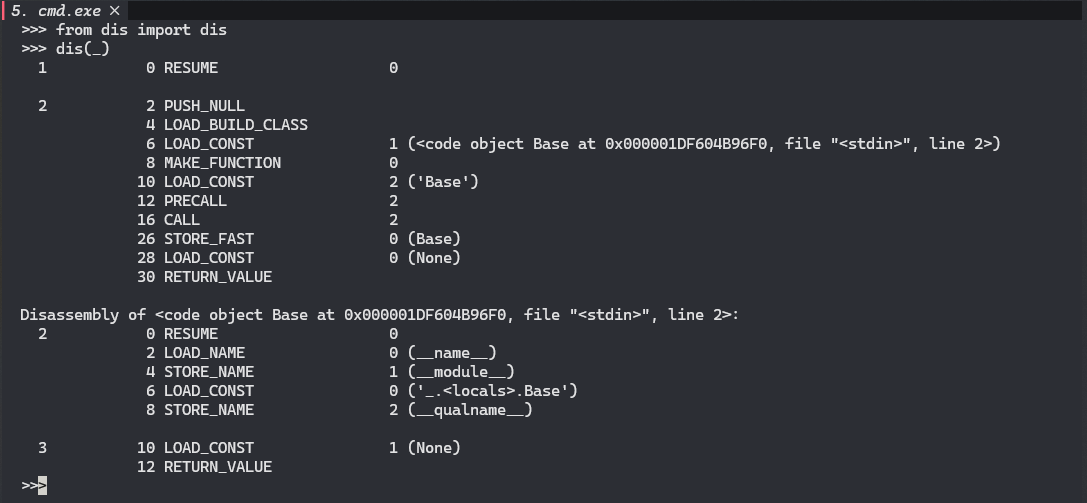 5. cmd.exe ×
>>> from dis import dis
>>> dis(_)
  1           0 RESUME                   0

  2           2 PUSH_NULL
              4 LOAD_BUILD_CLASS
              6 LOAD_CONST               1 (<code object Base at 0x000001DF604B96F0, file "<stdin>", line 2>)
              8 MAKE_FUNCTION            0
             10 LOAD_CONST               2 ('Base')
             12 PRECALL                  2
             16 CALL                     2
             26 STORE_FAST               0 (Base)
             28 LOAD_CONST               0 (None)
             30 RETURN_VALUE

Disassembly of <code object Base at 0x000001DF604B96F0, file "<stdin>", line 2>:
  2           0 RESUME                   0
              2 LOAD_NAME                0 (__name__)
              4 STORE_NAME               1 (__module__)
              6 LOAD_CONST               0 ('_.<locals>.Base')
              8 STORE_NAME               2 (__qualname__)

  3          10 LOAD_CONST               1 (None)
             12 RETURN_VALUE
>>>